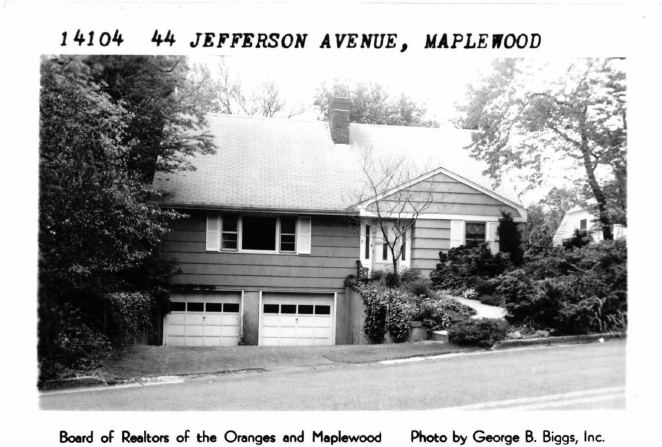 14104 44 JEFFERSON AVENUE, MAPLEWOOD
Board of Realtors of the Oranges and Maplewood Photo by George B. Biggs, Inc.